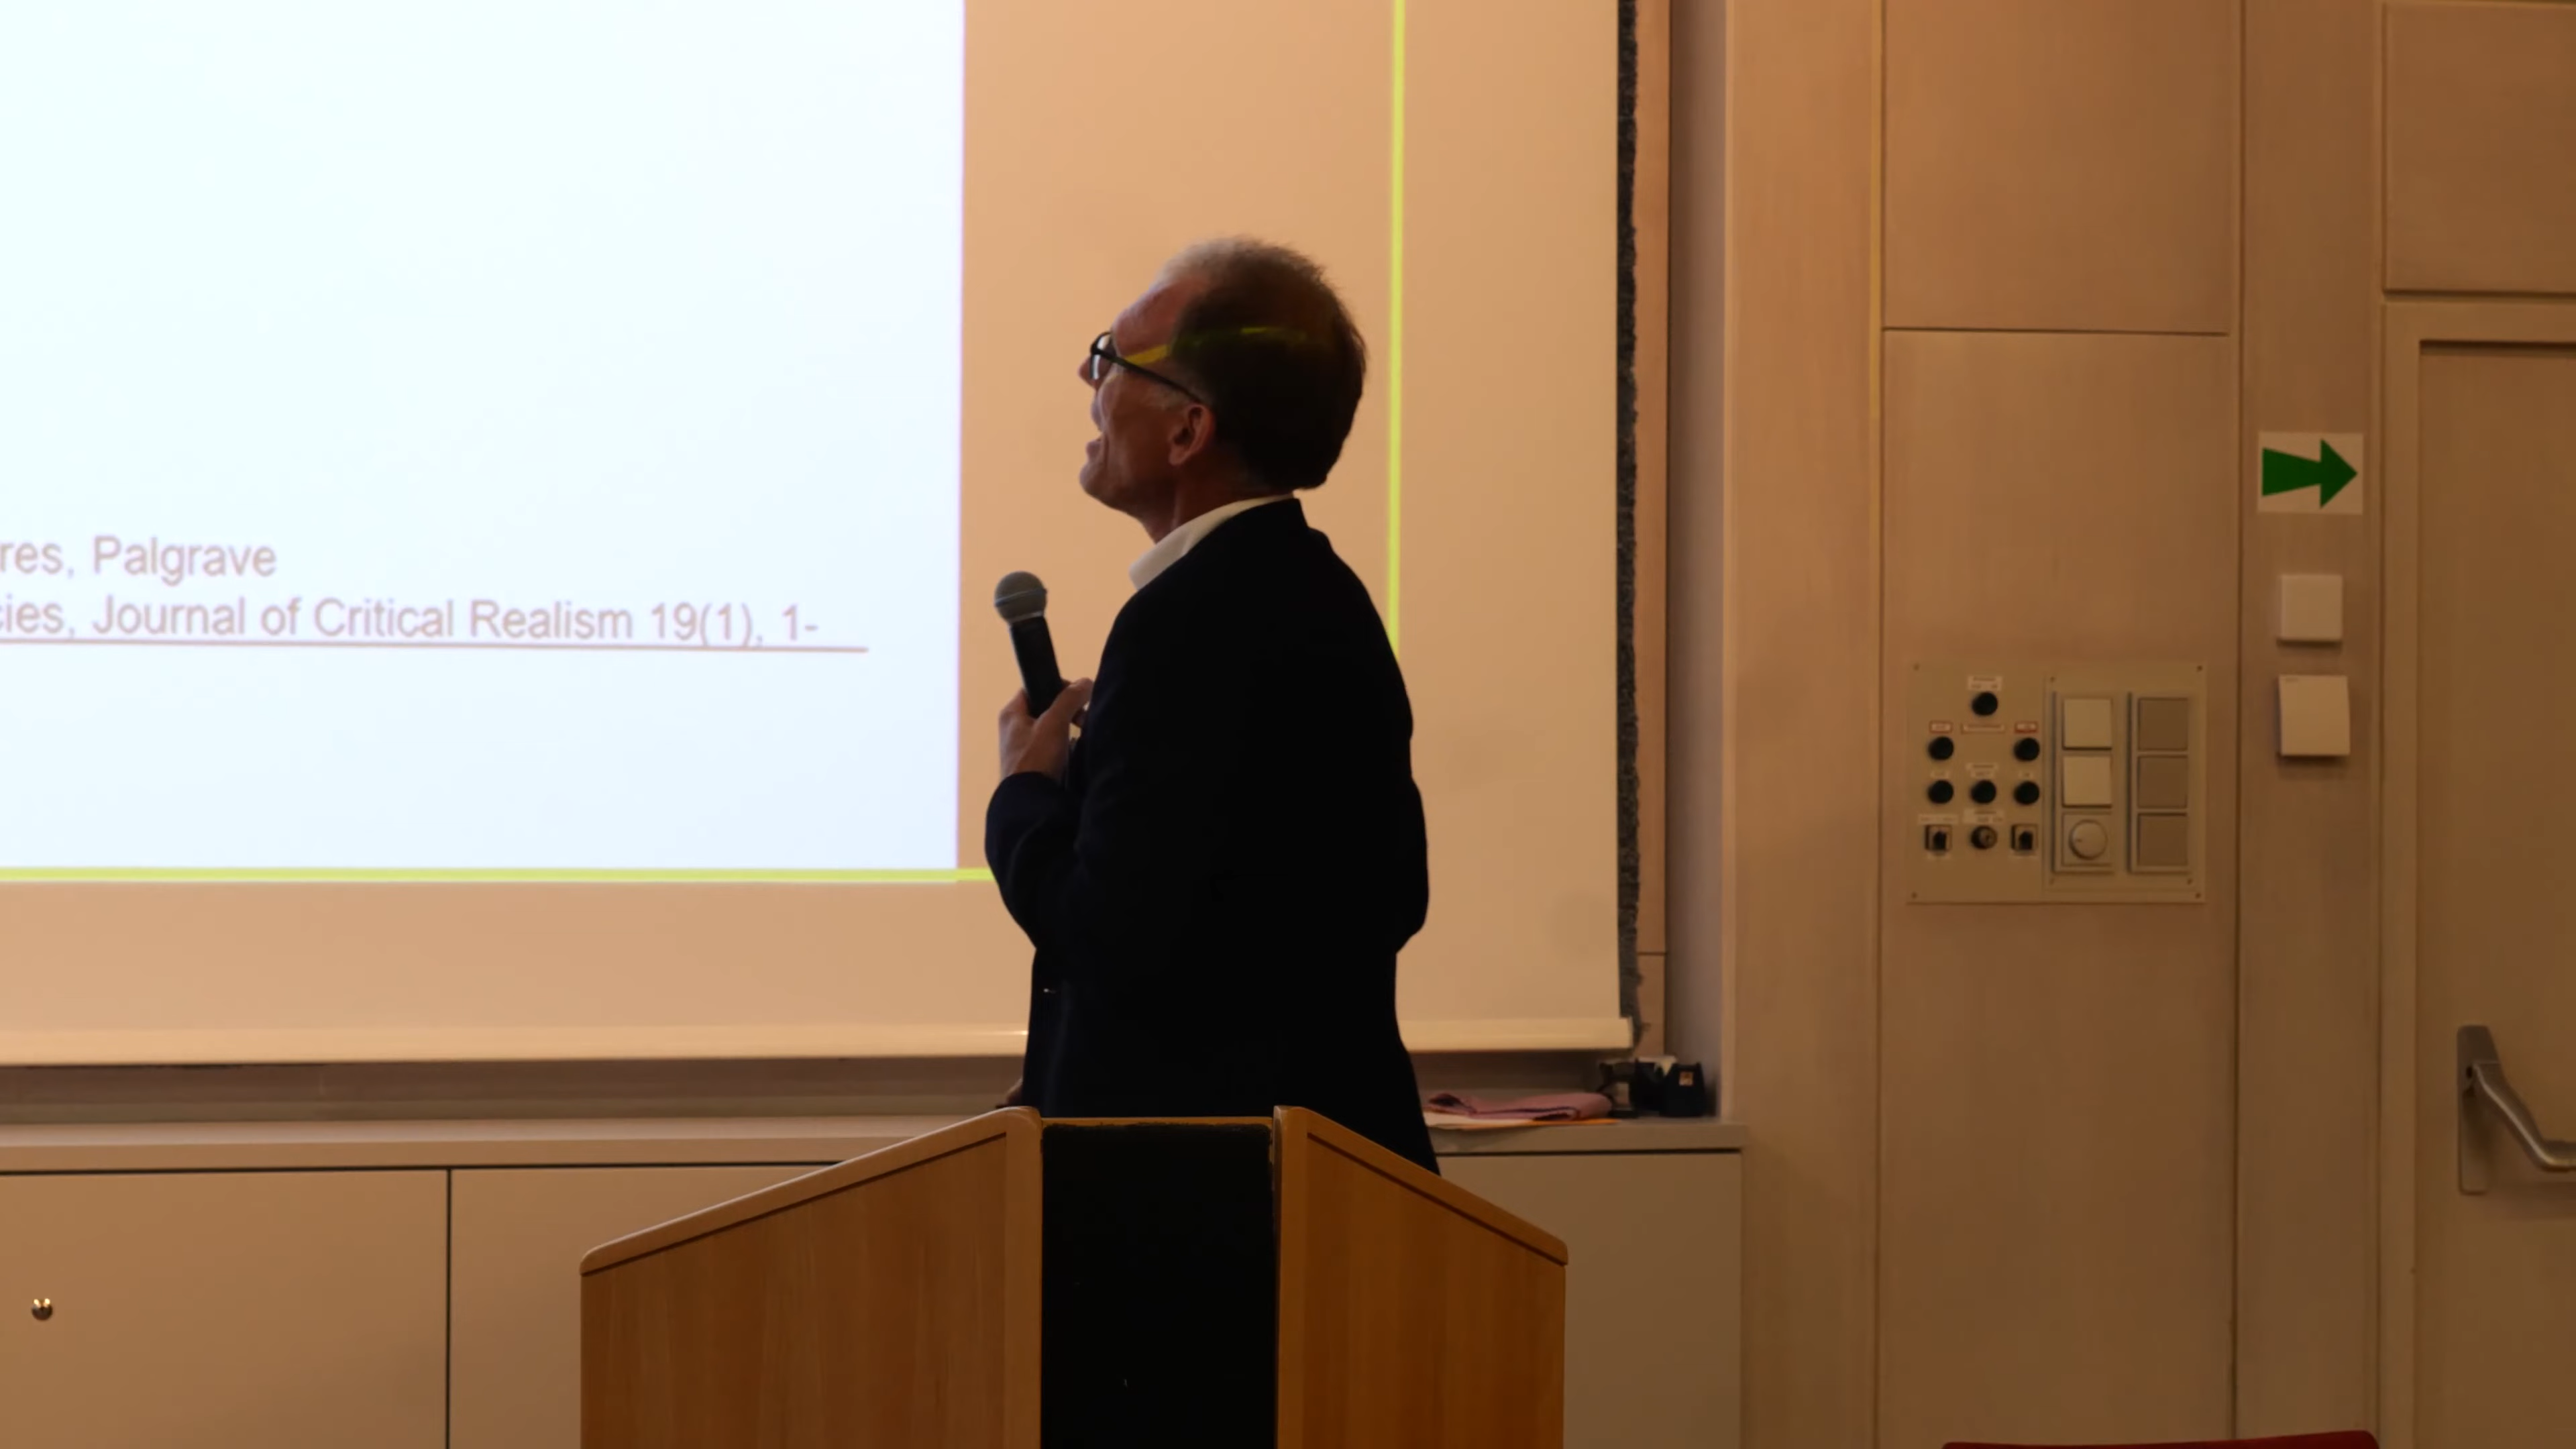 res, Palgrave
cies, Journal of Critical Realism 19(1), 1-